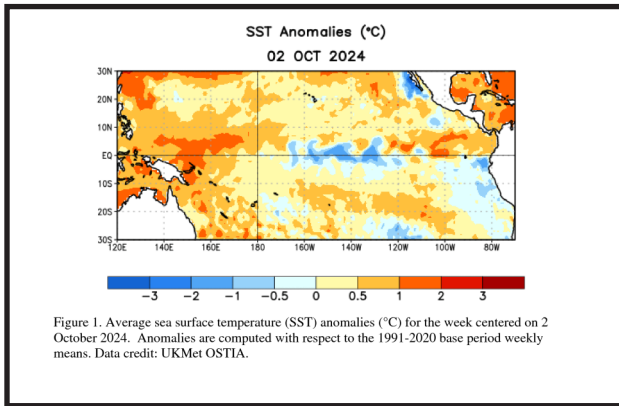 SST Anomalies (°C)
02 OCT 2024
30N
20N
10N
EQ
10S
20S
30S
120E 140E 160E 180 160W 140W 120W 100W 80W
-3 -2 -1 -0.5 0 0.5 1 2 3
Figure 1. Average sea surface temperature (SST) anomalies (°C) for the week centered on 2
October 2024. Anomalies are computed with respect to the 1991-2020 base period weekly
means. Data credit: UKMet OSTIA.